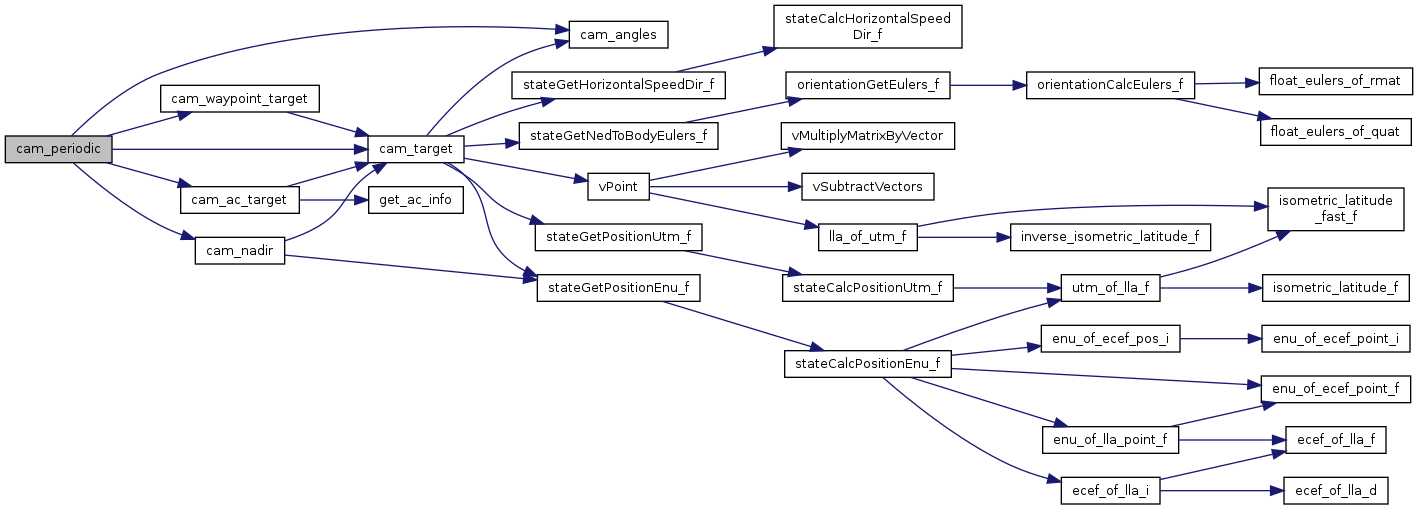 cam_periodic
cam_waypoint_target
cam_ac_target
cam_nadir
cam_target
get_ac_info
cam_angles
stateGetHorizontalSpeedDir_f
stateGetNedToBodyEulers_f
vPoint
stateGetPositionUtm_f
stateGetPositionEnu_f
stateCalcHorizontalSpeed
Dir_f
orientationGetEulers_f
vMultiplyMatrixByVector
vSubtractVectors
lla_of_utm_f
stateCalcPositionUtm_f
stateCalcPositionEnu_f
orientationCalcEulers_f
inverse_isometric_latitude_f
utm_of_lla_f
enu_of_ecef_pos_i
enu_of_lla_point_f
ecef_of_lla_i
float_eulers_of_rmat
float_eulers_of_quat
isometric_latitude
_fast_f
isometric_latitude_f
enu_of_ecef_point_i
enu_of_ecef_point_f
ecef_of_lla_f
ecef_of_lla_d